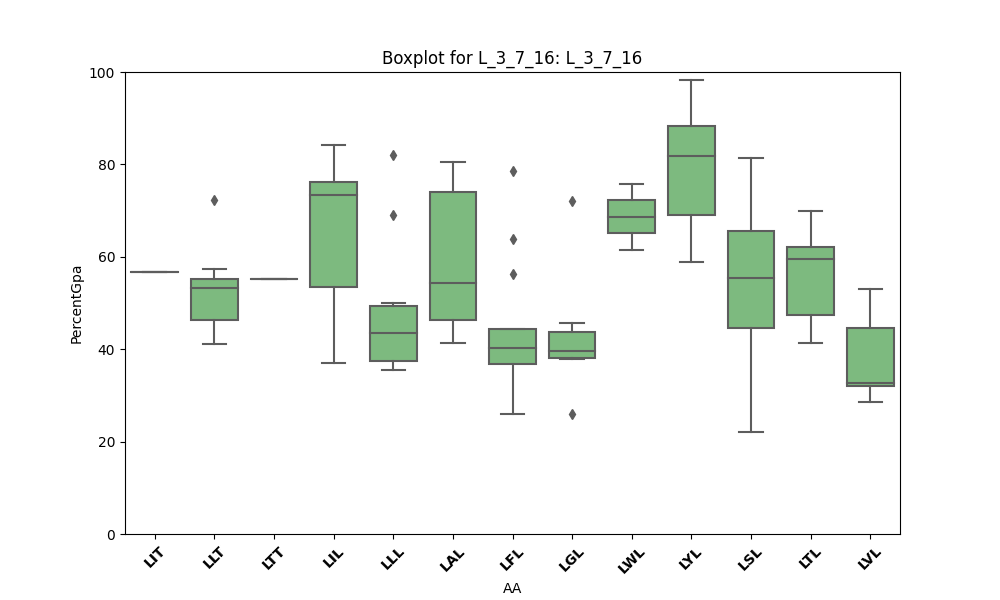 Boxplot for L_3_7_16: L_3_7_16
100
80
60
40
20
0
PercentGpa
LIT LLT LTT LIL LLL LAL LFL LGL LWL LYL LSL LTL LVL
AA